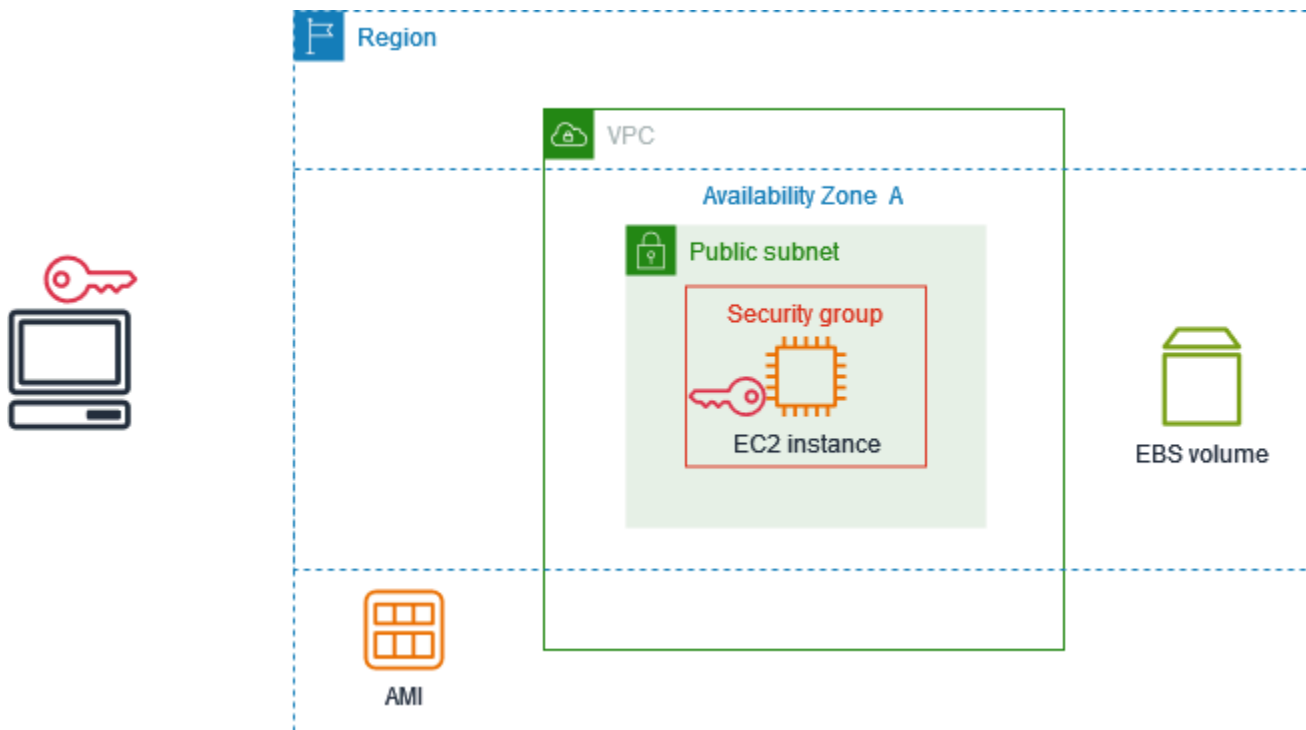 Region
VPC
Availability Zone A
Public subnet
Security group
EC2 instance
EBS volume
AMI